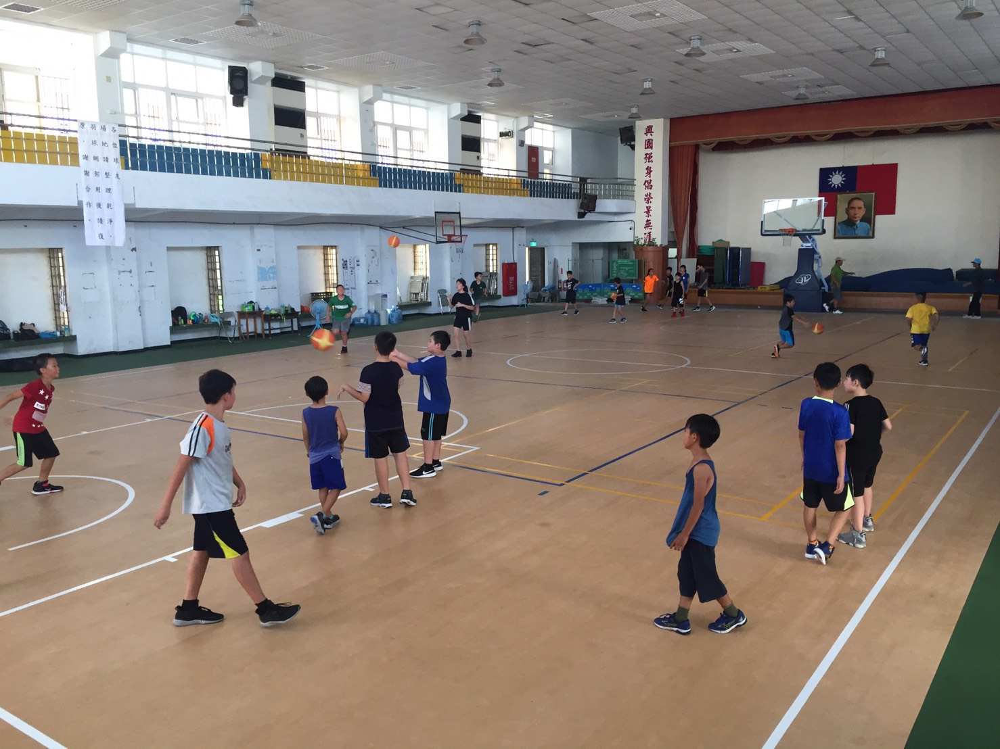 各位球友
場地請整理乾淨，
羽球網架用後請復
原，謝謝合作。
興國强身倡榮景無涯